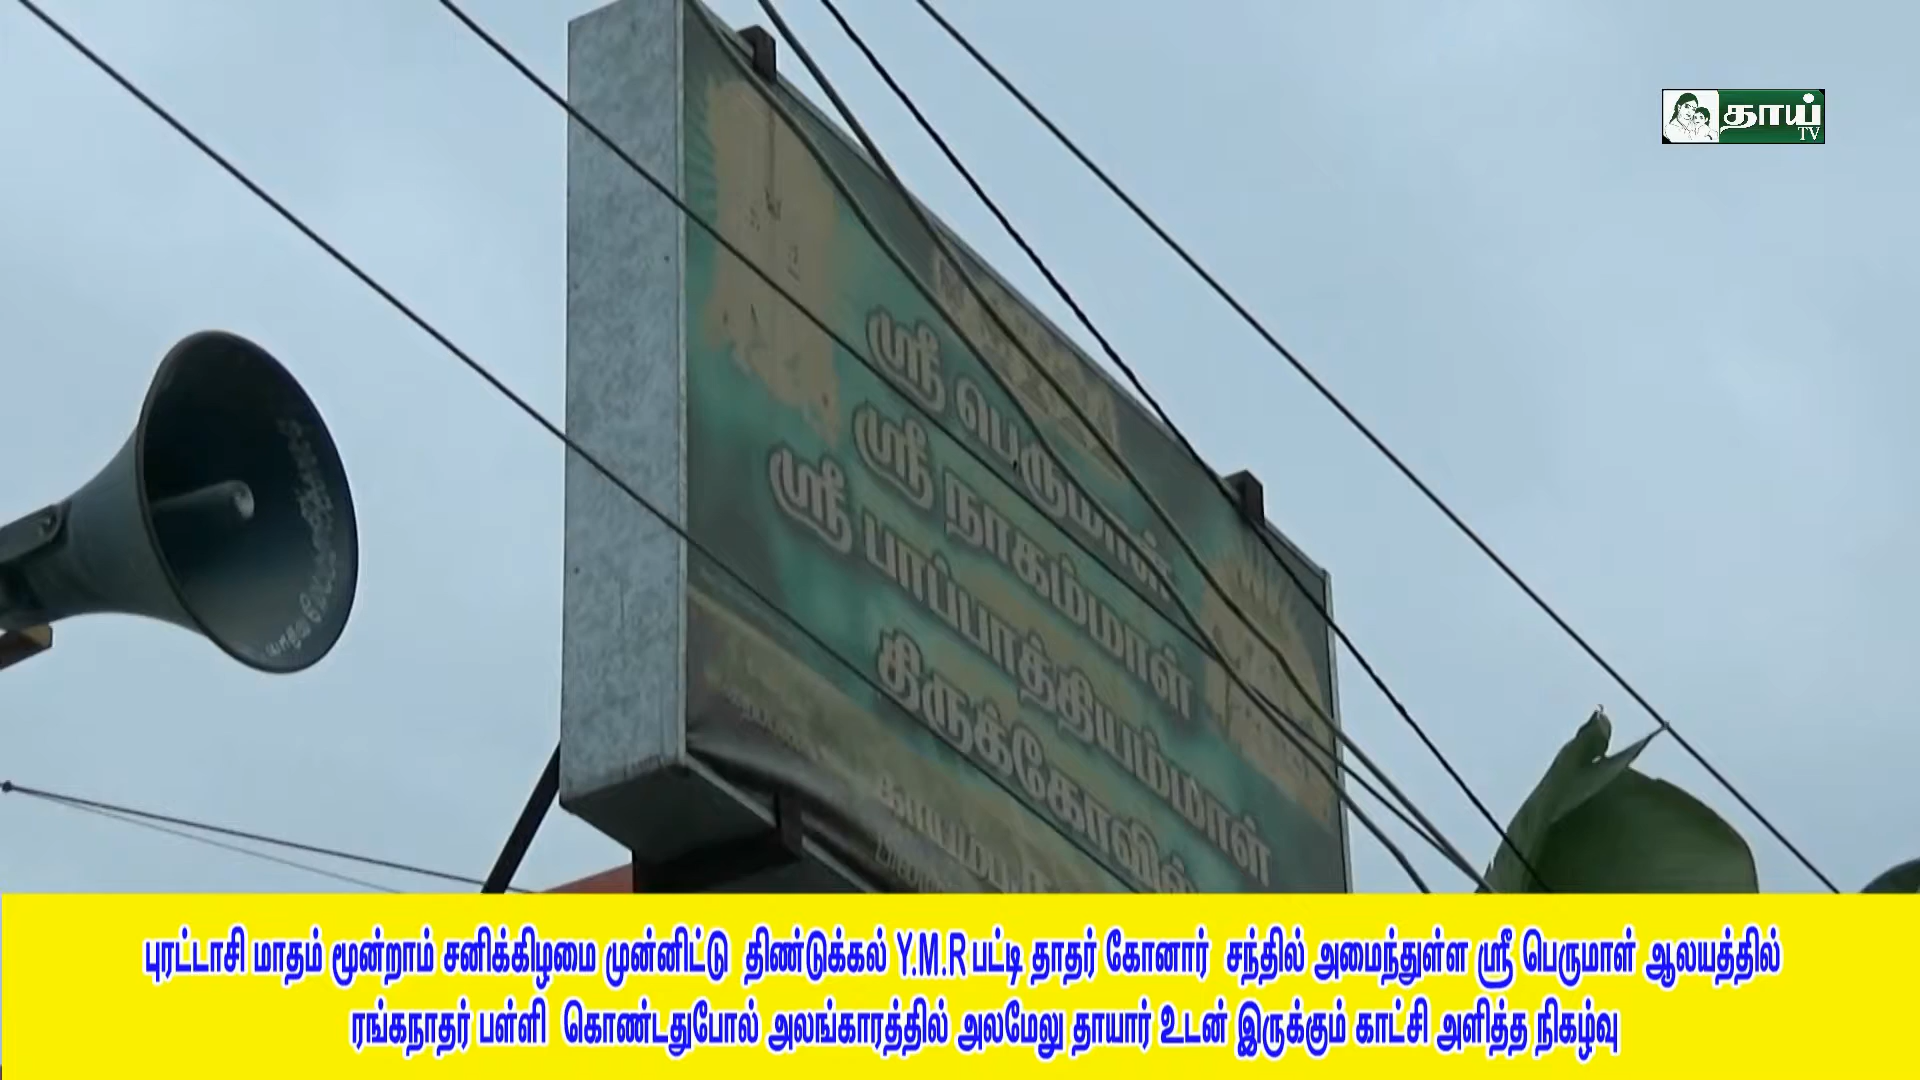 தாய்
TV
ஸ்ரீ பெருமாள்
ஸ்ரீ நாகம்மாள்
ஸ்ரீ பாப்பாத்தியம்மாள்
திருக்கோவில்
புரட்டாசி மாதம் மூன்றாம் சனிக்கிழமை முன்னிட்டு திண்டுக்கல் Y.M.R பட்டி தாதர் கோனார் சந்தில் அமைந்துள்ள ஸ்ரீ பெருமாள் ஆலயத்தில்
ரங்கநாதர் பள்ளி கொண்டதுபோல் அலங்காரத்தில் அலமேலு தாயார் உடன் இருக்கும் காட்சி அளித்த நிகழ்வு